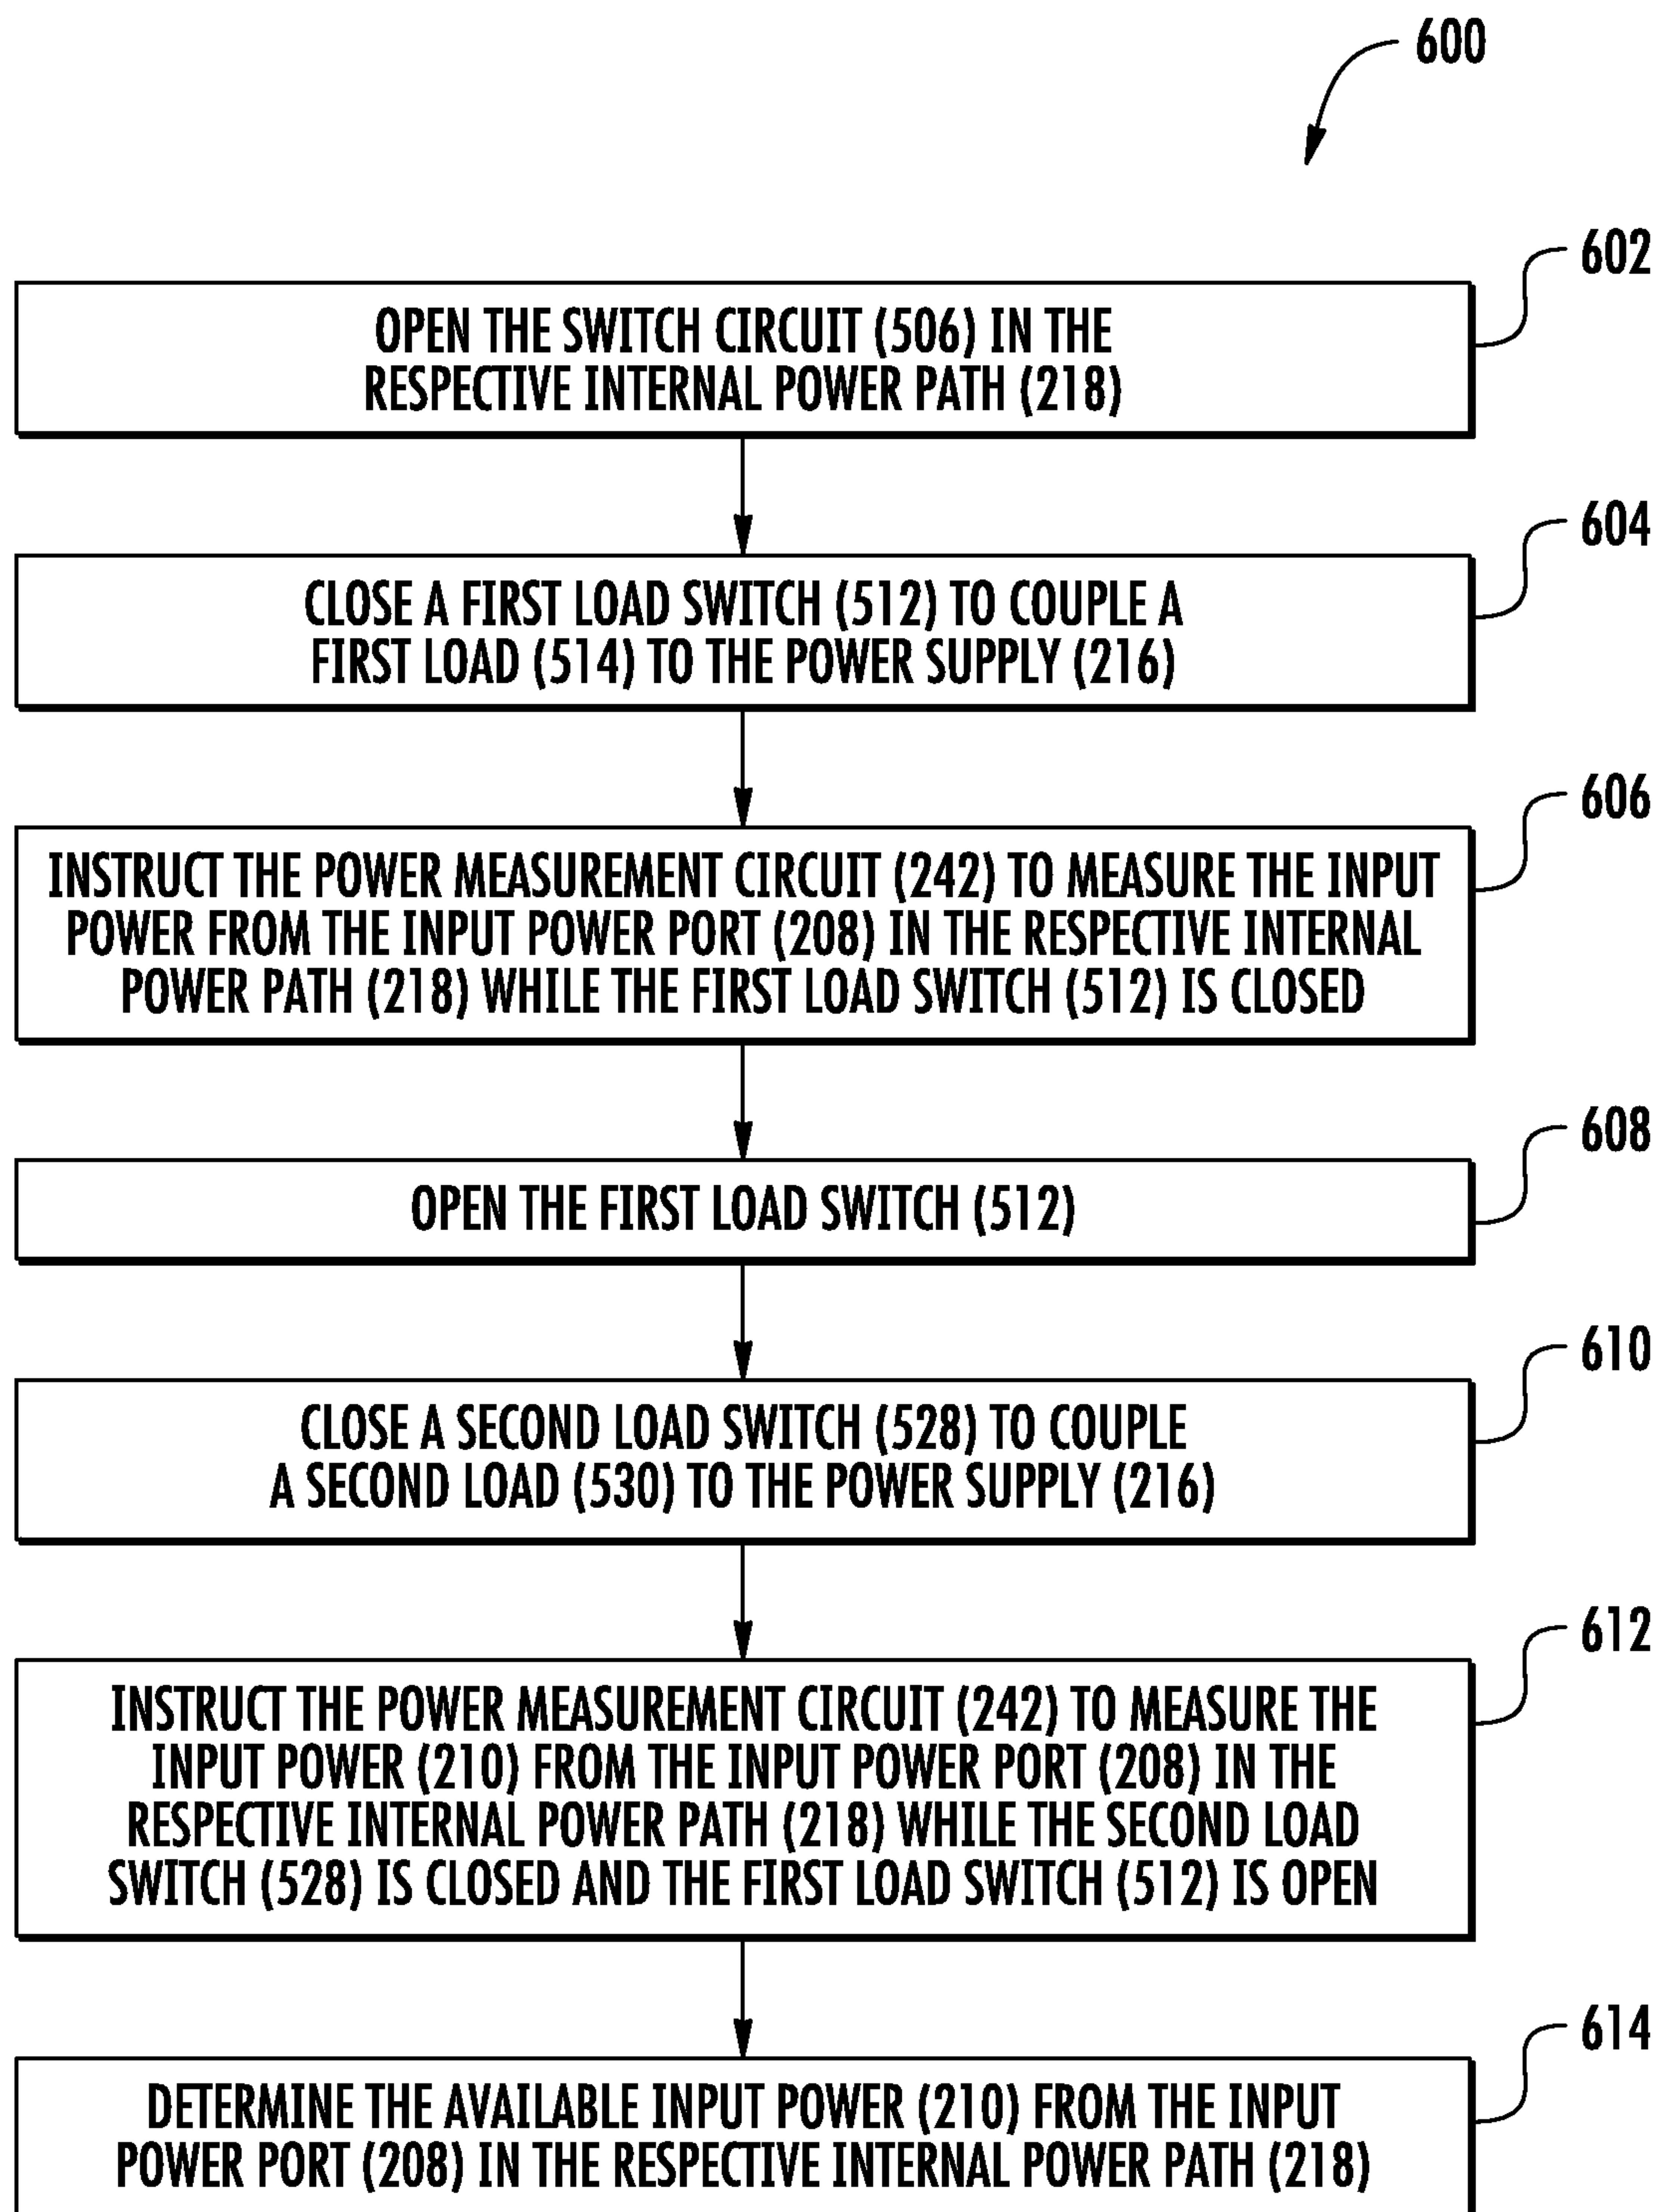 600
602
OPEN THE SWITCH CIRCUIT (506) IN THE
RESPECTIVE INTERNAL POWER PATH (218)
604
CLOSE A FIRST LOAD SWITCH (512) TO COUPLE A
FIRST LOAD (514) TO THE POWER SUPPLY (216)
606
INSTRUCT THE POWER MEASUREMENT CIRCUIT (242) TO MEASURE THE INPUT
POWER FROM THE INPUT POWER PORT (208) IN THE RESPECTIVE INTERNAL
POWER PATH (218) WHILE THE FIRST LOAD SWITCH (512) IS CLOSED
608
OPEN THE FIRST LOAD SWITCH (512)
610
CLOSE A SECOND LOAD SWITCH (528) TO COUPLE
A SECOND LOAD (530) TO THE POWER SUPPLY (216)
612
INSTRUCT THE POWER MEASUREMENT CIRCUIT (242) TO MEASURE THE
INPUT POWER (210) FROM THE INPUT POWER PORT (208) IN THE
RESPECTIVE INTERNAL POWER PATH (218) WHILE THE SECOND LOAD
SWITCH (528) IS CLOSED AND THE FIRST LOAD SWITCH (512) IS OPEN
614
DETERMINE THE AVAILABLE INPUT POWER (210) FROM THE INPUT
POWER PORT (208) IN THE RESPECTIVE INTERNAL POWER PATH (218)